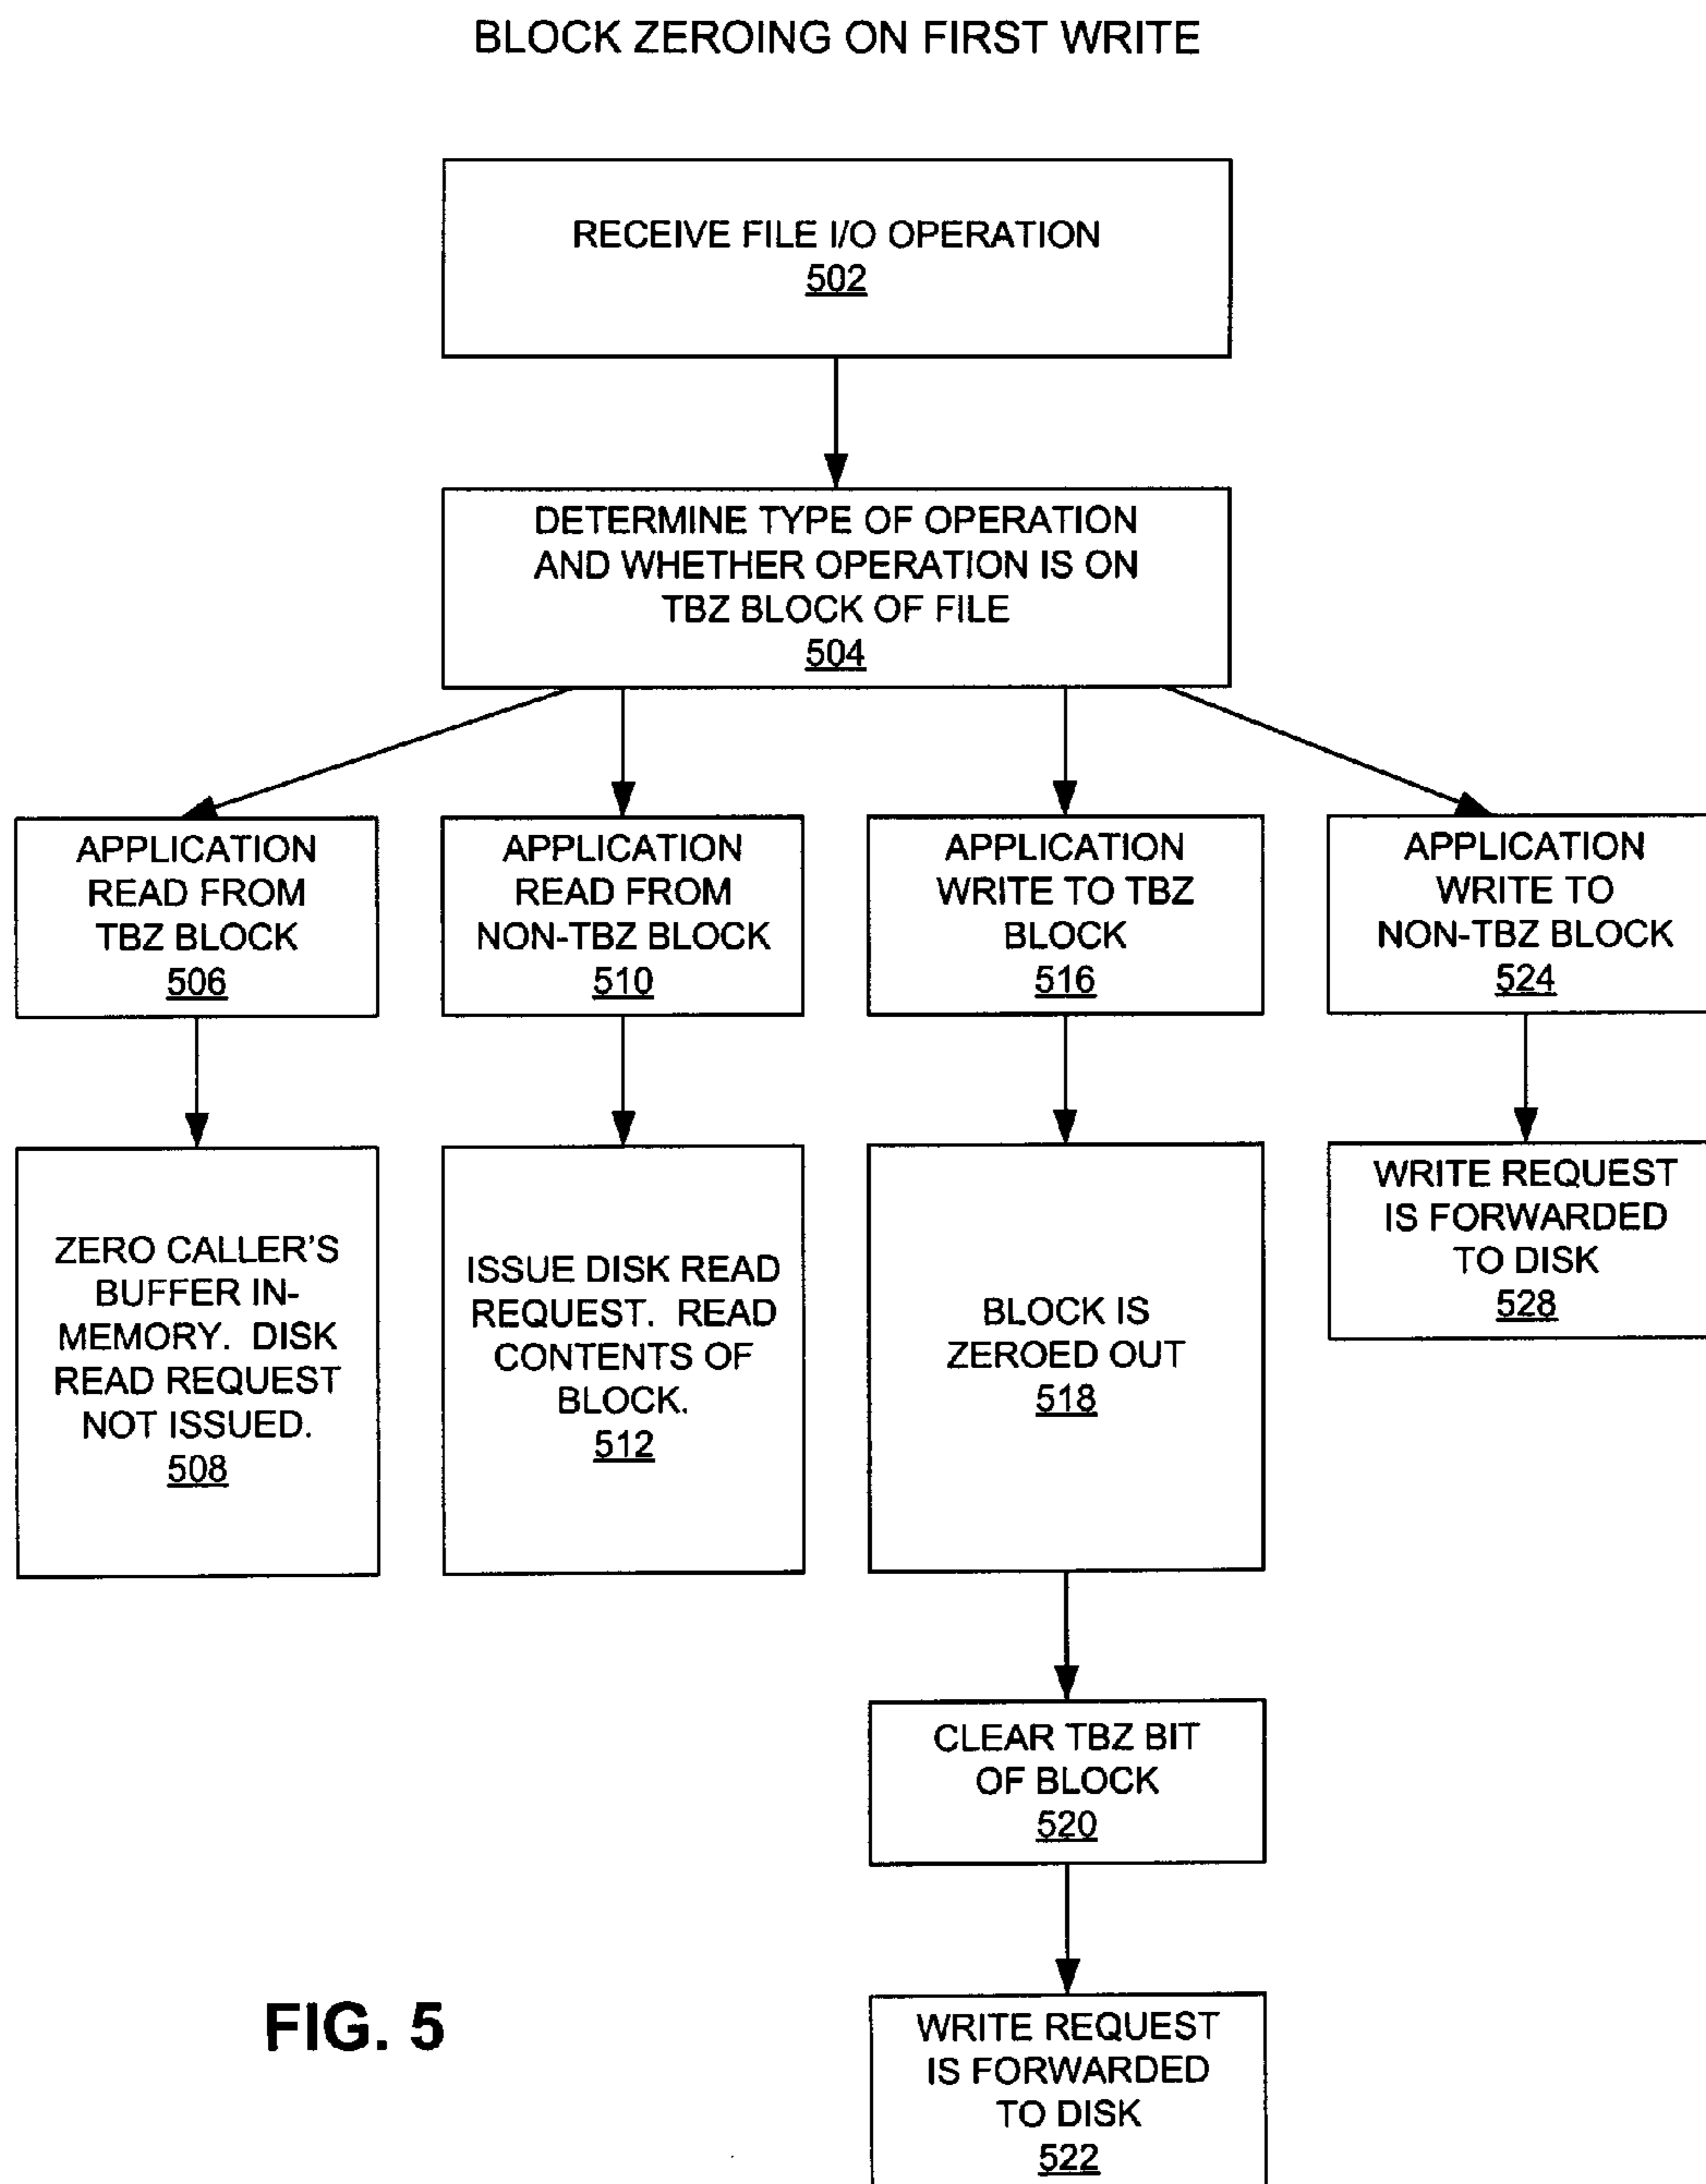 BLOCK ZEROING ON FIRST WRITE
RECEIVE FILE I/O OPERATION
502
DETERMINE TYPE OF OPERATION
AND WHETHER OPERATION IS ON
TBZ BLOCK OF FILE
504
APPLICATION
READ FROM
TBZ BLOCK
506
APPLICATION
READ FROM
NON-TBZ BLOCK
510
APPLICATION
WRITE TO TBZ
BLOCK
516
APPLICATION
WRITE TO
NON-TBZ BLOCK
524
ZERO CALLER'S
BUFFER IN-
MEMORY. DISK
READ REQUEST
NOT ISSUED.
508
ISSUE DISK READ
REQUEST. READ
CONTENTS OF
BLOCK.
512
BLOCK IS
ZEROED OUT
518
WRITE REQUEST
IS FORWARDED
TO DISK
528
CLEAR TBZ BIT
OF BLOCK
520
WRITE REQUEST
IS FORWARDED
TO DISK
522
FIG. 5